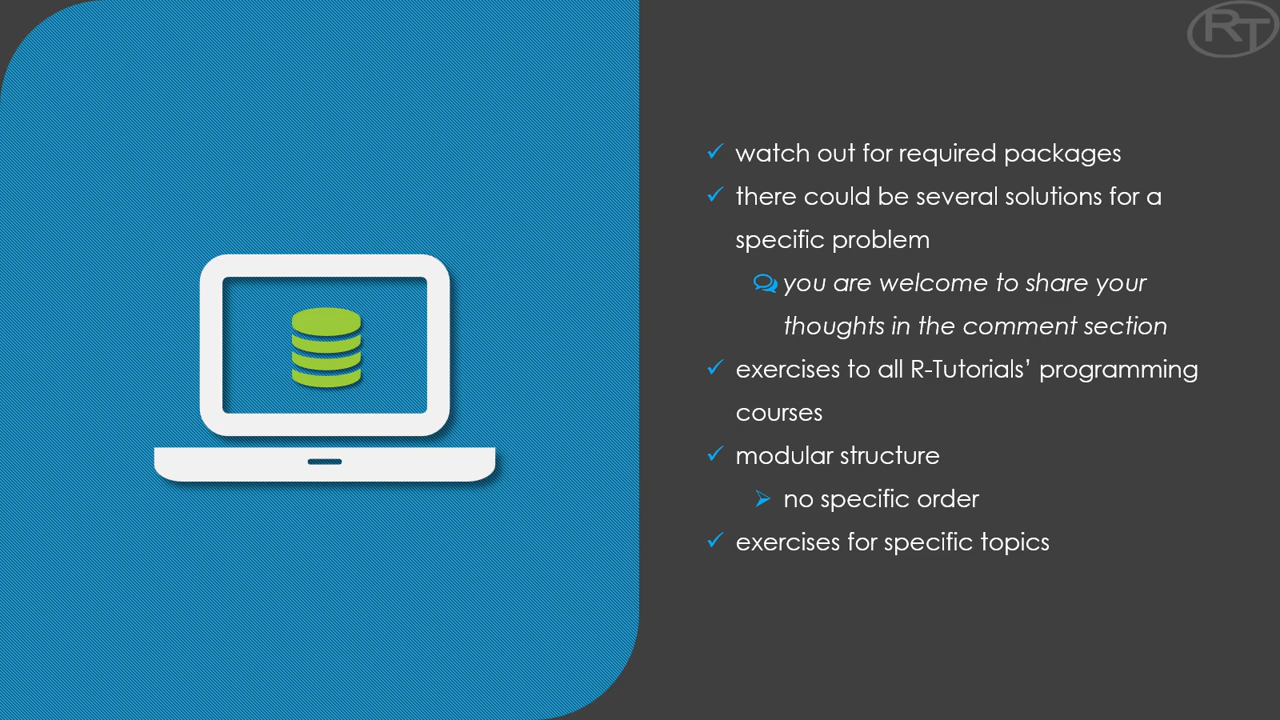 RT
watch out for required packages
there could be several solutions for a
specific problem
you are welcome to share your
thoughts in the comment section
exercises to all R-Tutorials’ programming
courses
modular structure
no specific order
exercises for specific topics